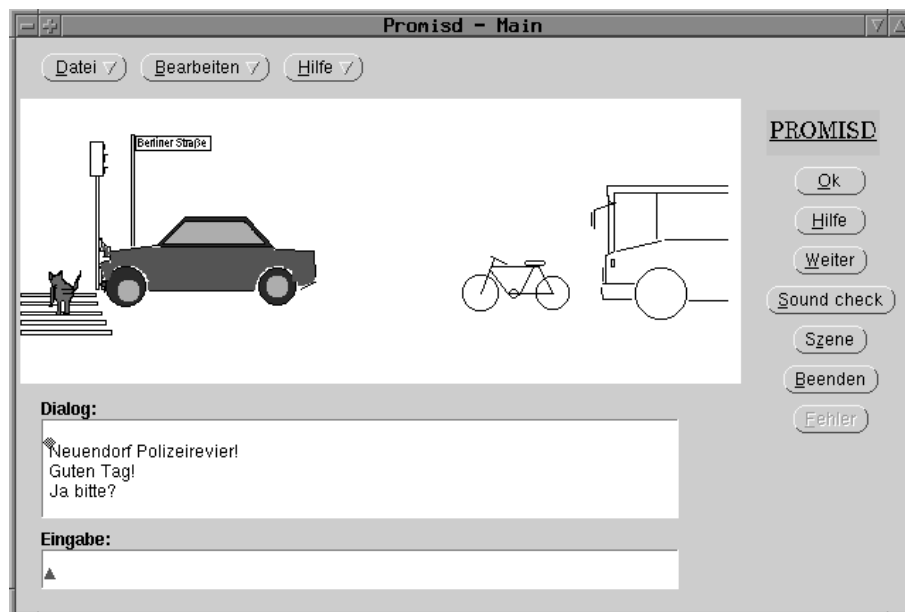 Promisd - Main
Datei
Bearbeiten
Hilfe
Berliner Straße
PROMISD
Ok
Hilfe
Weiter
Sound check
Szene
Beenden
Fehler
Dialog:
Neuendorf Polizeirevier!
Guten Tag!
Ja bitte?
Eingabe: